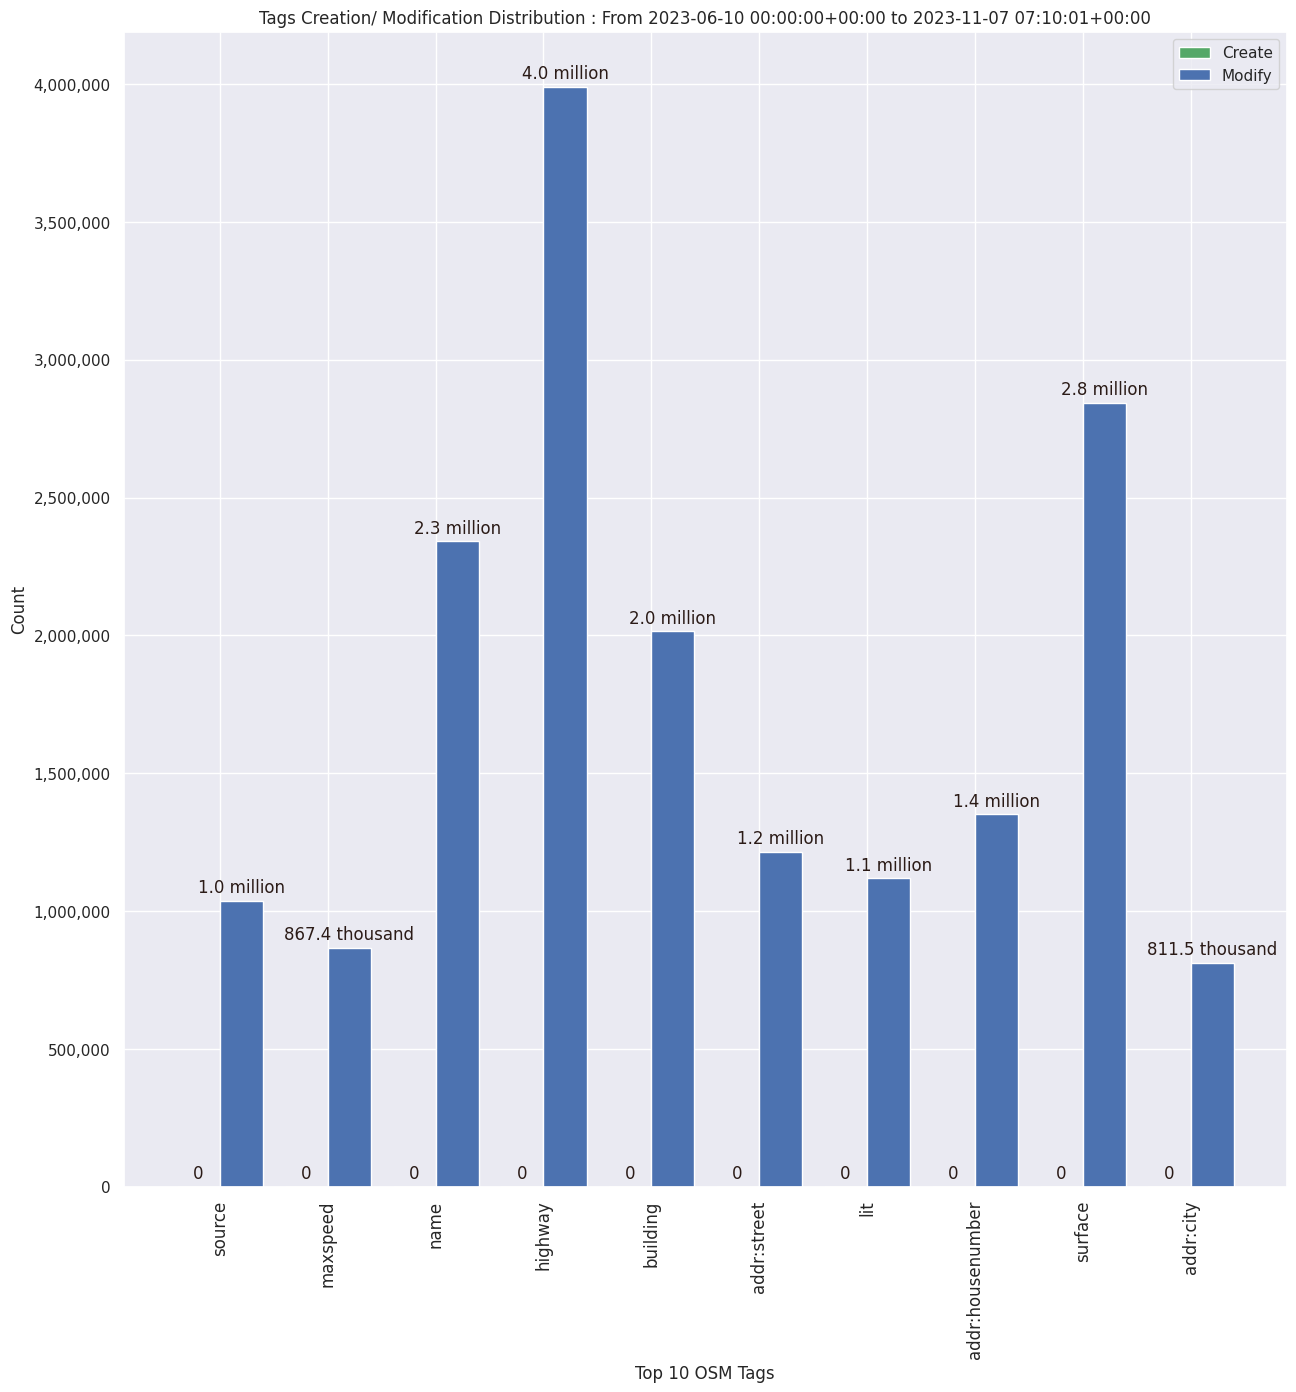 Tags Creation/ Modification Distribution : From 2023-06-10 00:00:00+00:00 to 2023-11-07 07:10:01+00:00
Create
Modify
4,000,000
3,500,000
3,000,000
2,500,000
2,000,000
1,500,000
1,000,000
500,000
0
Count
0
1.0 million
0
867.4 thousand
0
2.3 million
0
4.0 million
0
2.0 million
0
1.2 million
0
1.1 million
0
1.4 million
0
2.8 million
0
811.5 thousand
source
maxspeed
name
highway
building
addr:street
lit
addr:housenumber
surface
addr:city
Top 10 OSM Tags